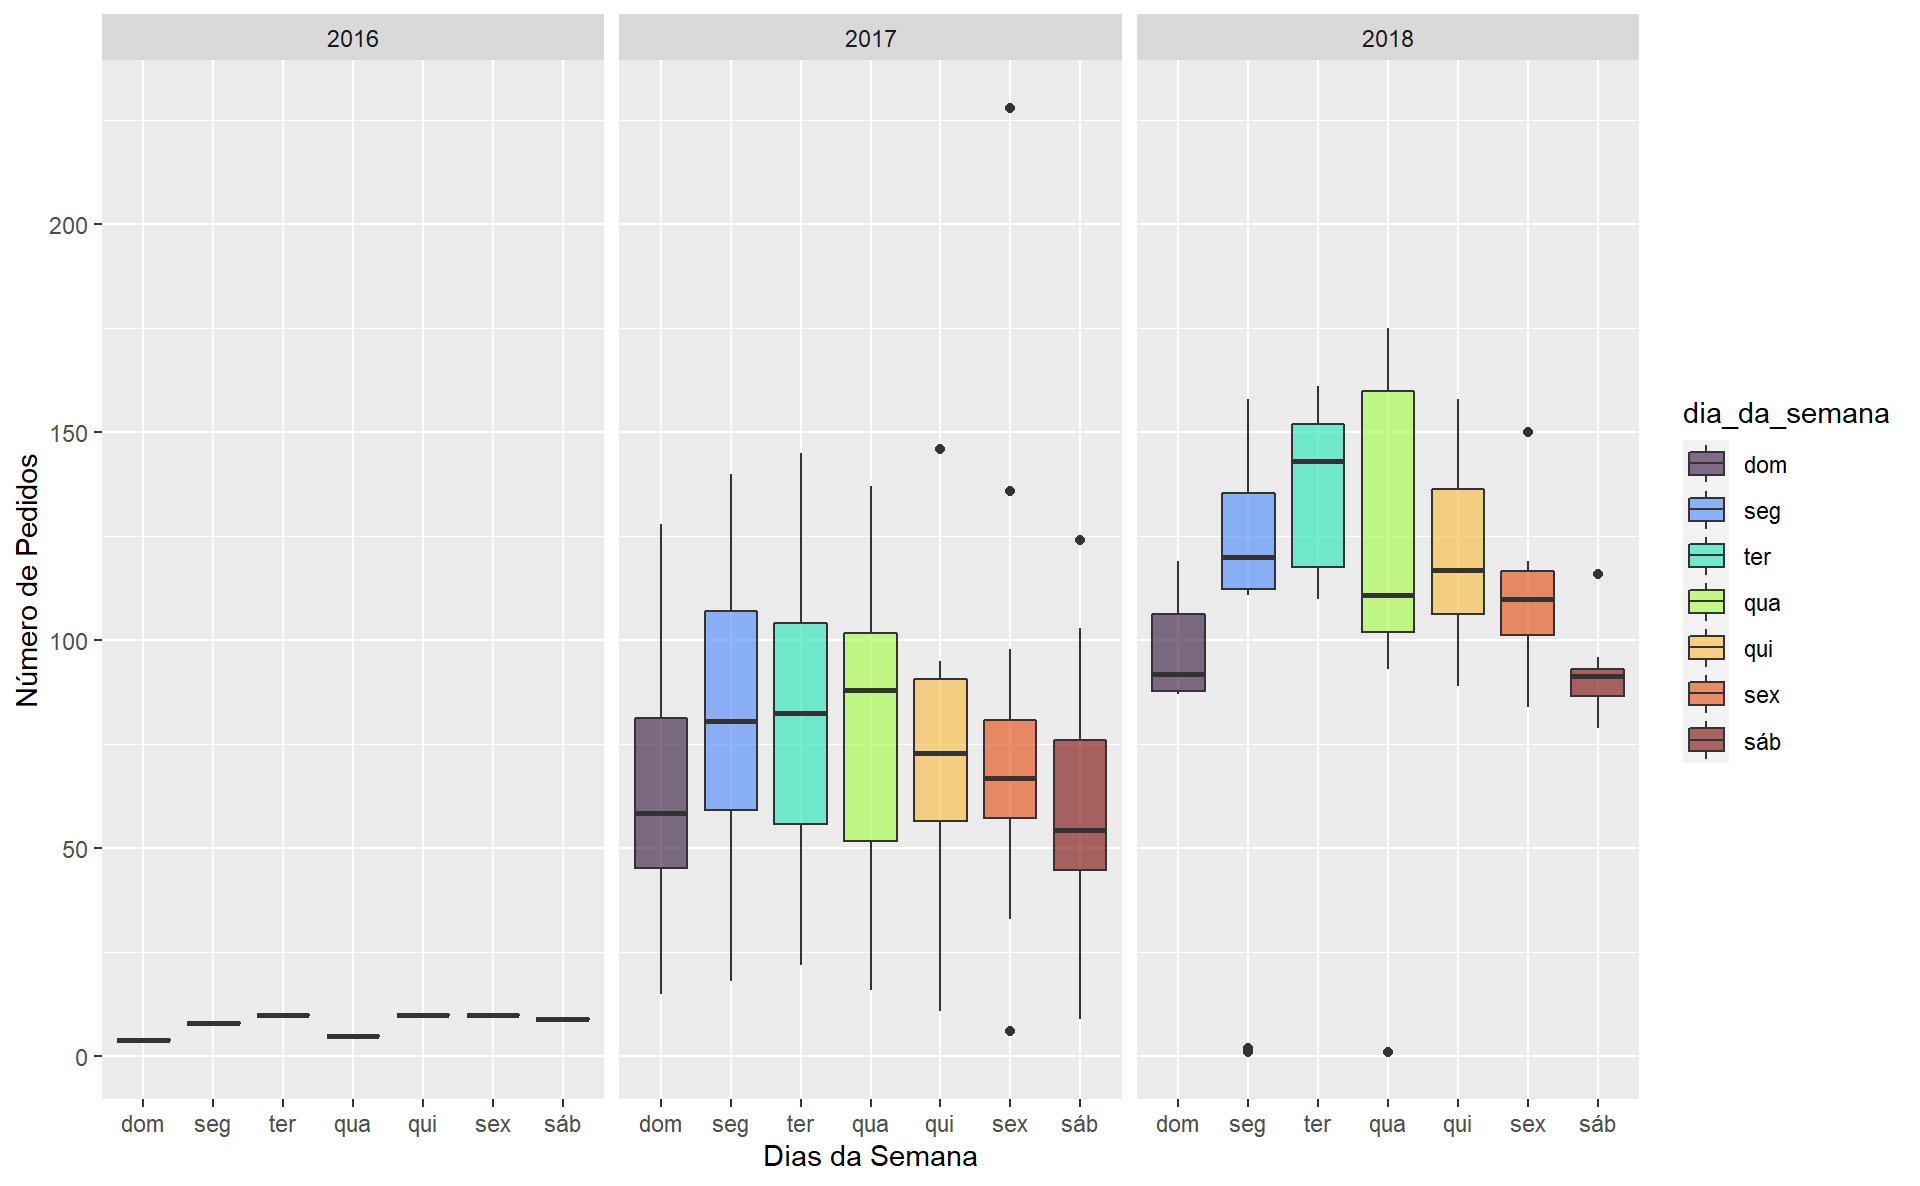 2016 2017 2018
200
150
100
50
0
Número de Pedidos
dom seg ter qua qui sex sáb dom seg ter qua qui sex sáb dom seg ter qua qui sex sáb
Dias da Semana
dia_da_semana
dom
seg
ter
qua
qui
sex
sáb